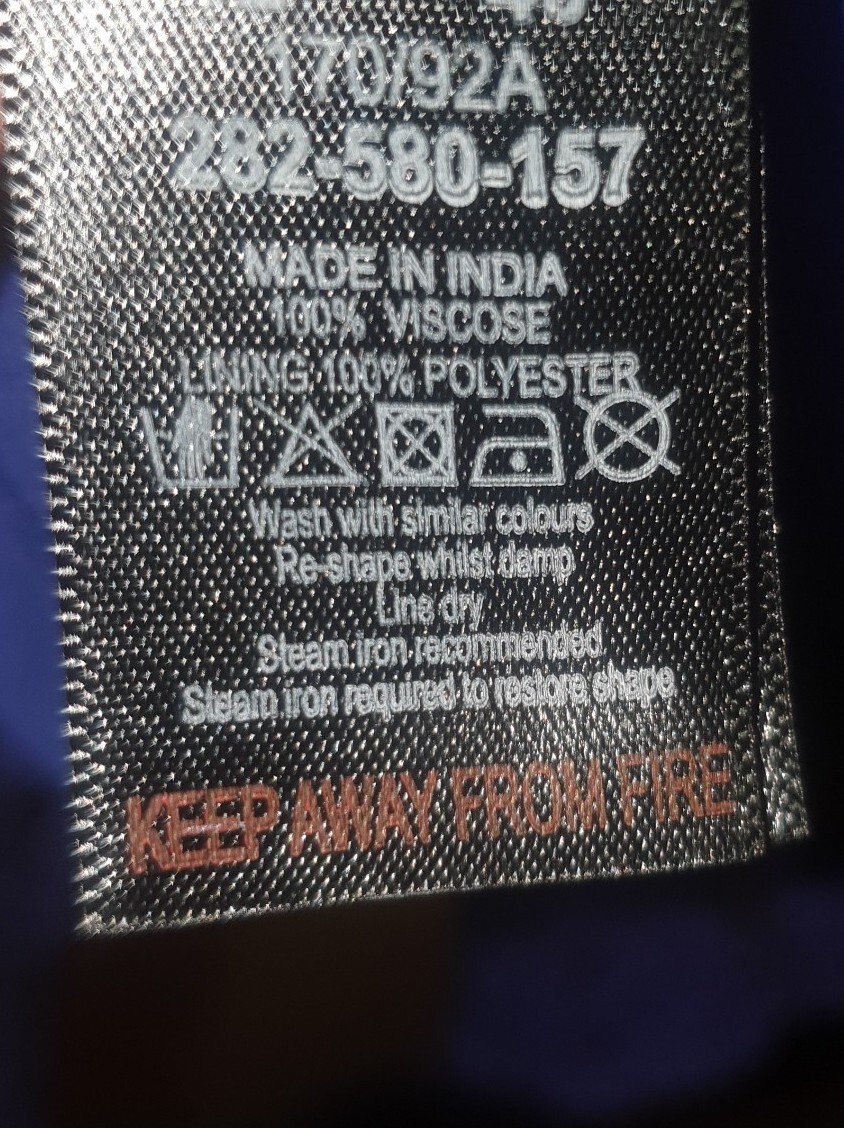 170/92A
282-580-157
MADE IN INDIA
100% VISCOSE
LINING 100% POLYESTER
Wash with similar colours
Re-shape whilst damp
Line dry
Steam iron recommended
Steam iron required to restore shape
KEEP AWAY FROM FIRE